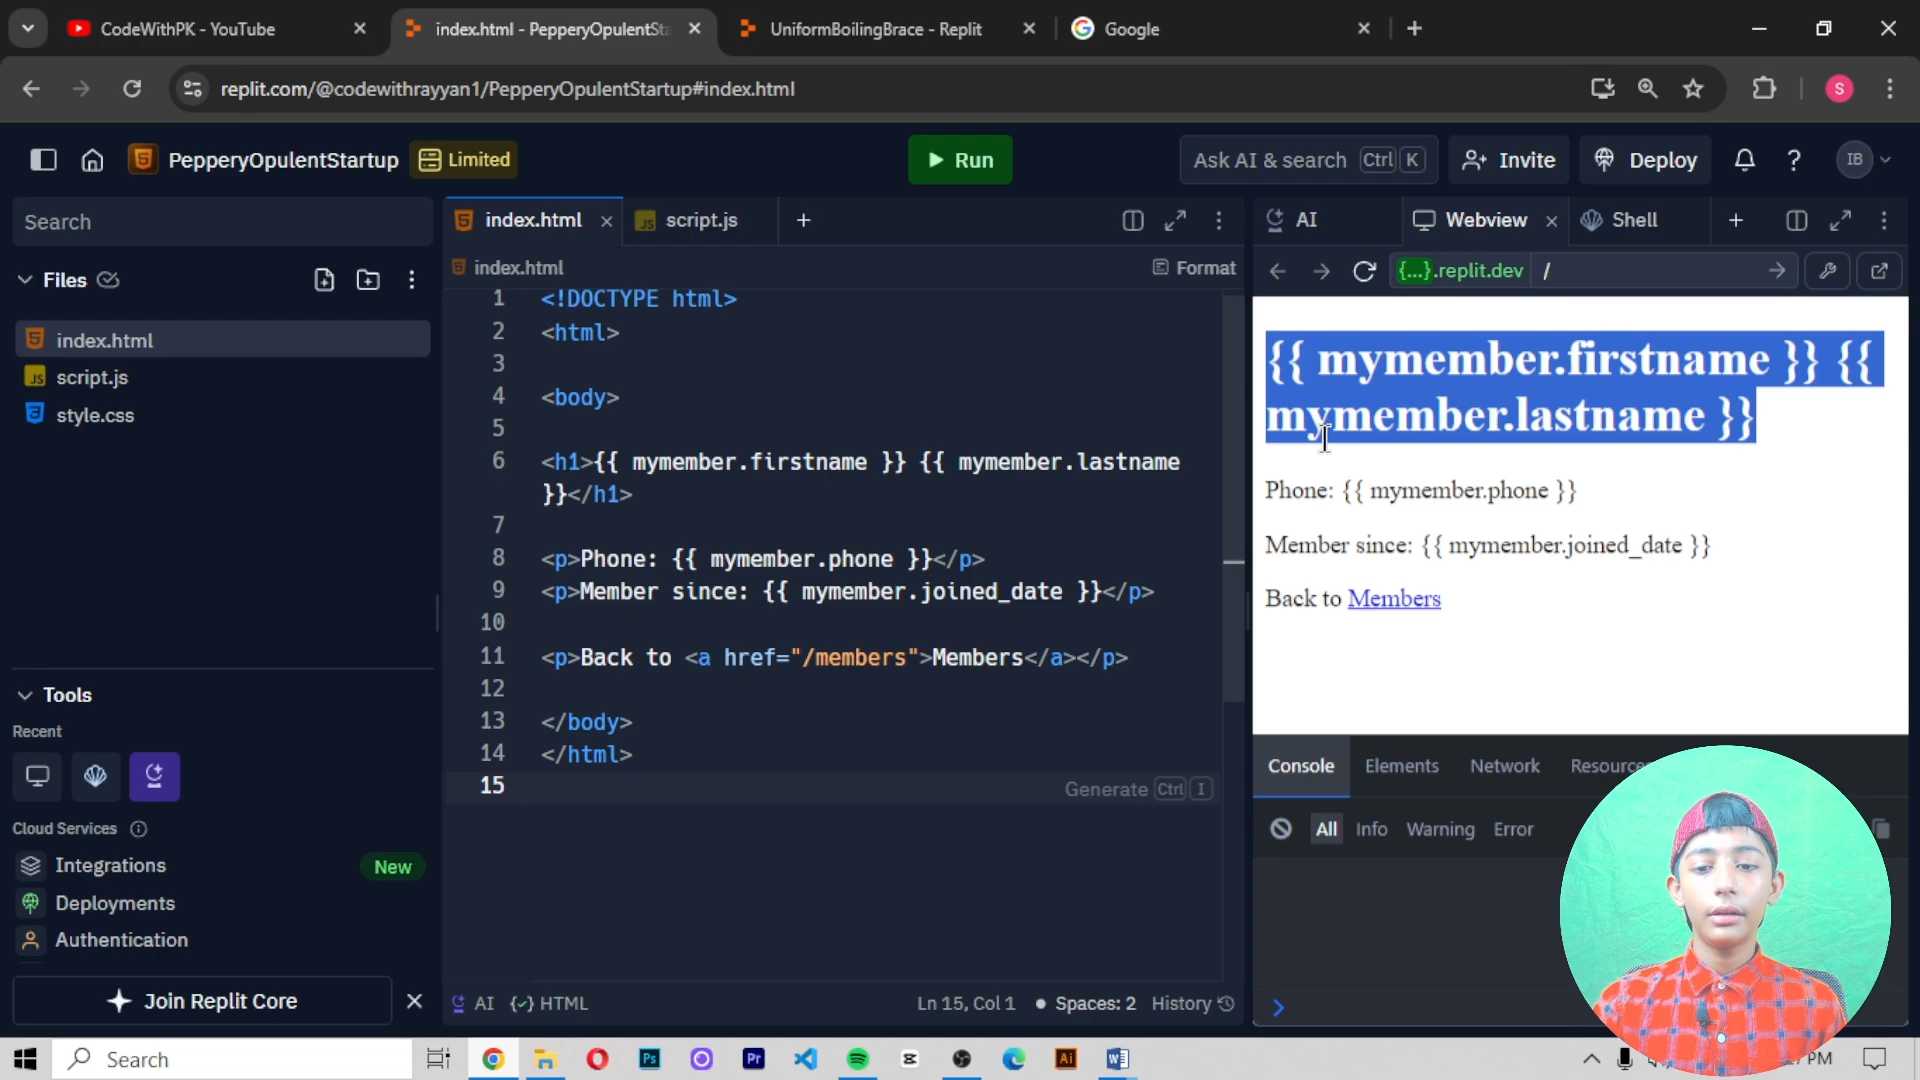 CodeWithPK - YouTube
index.html - PepperyOpulentSta
UniformBoilingBrace - Replit
Google
replit.com/@codewithrayyan1/PepperyOpulentStartup#index.html
S
PepperyOpulentStartup
Limited
Run
Ask AI & search Ctrl K
Invite
Deploy
IB
Search
index.html
script.js
AI
Webview
Shell
Files
index.html
Format
{...}.replit.dev /
index.html
script.js
style.css
1 <!DOCTYPE html>
2 <html>
3
4 <body>
5
6 <h1>{{ mymember.firstname }} {{ mymember.lastname
}}</h1>
7
8 <p>Phone: {{ mymember.phone }}</p>
9 <p>Member since: {{ mymember.joined_date }}</p>
10
11 <p>Back to <a href="/members">Members</a></p>
12
13 </body>
14 </html>
15
Generate Ctrl I
{{ mymember.firstname }} {{
mymember.lastname }}
Phone: {{ mymember.phone }}
Member since: {{ mymember.joined_date }}
Back to Members
Tools
Recent
Cloud Services
Integrations
New
Deployments
Authentication
Join Replit Core
Console
Elements
Network
All
Info
Warning
Error
AI
HTML
Ln 15, Col 1
Spaces: 2
History
Search
Ps
Pr
Ai
PM